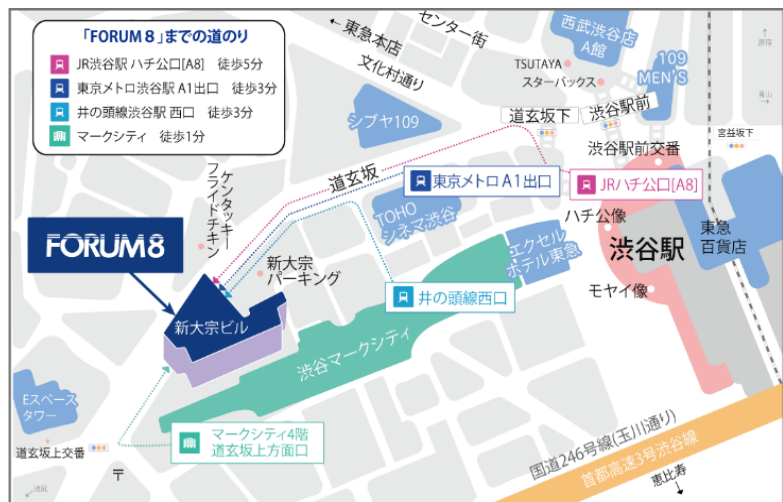 「FORUM8」までの道のり
JR渋谷駅 ハチ公口[A8] 徒歩5分
東京メトロ渋谷駅 A1出口 徒歩3分
井の頭線渋谷駅 西口 徒歩3分
マークシティ 徒歩1分
←東急本店
文化村通り
センター街
西武渋谷店
A館
TSUTAYA
スターバックス
109
MEN'S
シブヤ109
道玄坂下
渋谷駅前
渋谷駅前交番
宮益坂下
青山→
道玄坂
東京メトロ A1出口
JRハチ公口[A8]
ケンタッキー
フライドチキン
TOHO
シネマ渋谷
ハチ公像
渋谷駅
東急
百貨店
エクセル
ホテル東急
FORUM8
新大宗
パーキング
モヤイ像
井の頭線西口
新大宗ビル
渋谷マークシティ
Eスペース
タワー
マークシティ4階
道玄坂上方面口
道玄坂上交番
〒
国道246号線(玉川通り)
首都高速3号渋谷線
恵比寿